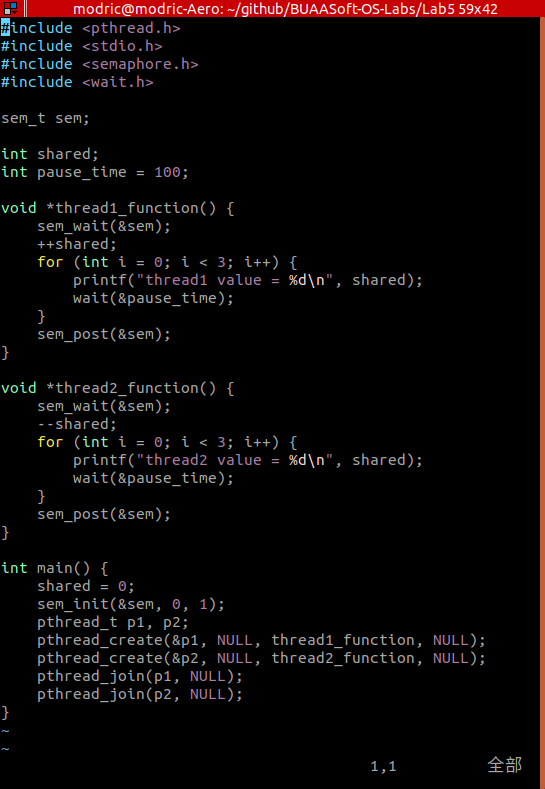 modric@modric-Aero: ~/github/BUAASoft-OS-Labs/Lab5 59x42
#include <pthread.h>
#include <stdio.h>
#include <semaphore.h>
#include <wait.h>

sem_t sem;

int shared;
int pause_time = 100;

void *thread1_function() {
    sem_wait(&sem);
    ++shared;
    for (int i = 0; i < 3; i++) {
        printf("thread1 value = %d\n", shared);
        wait(&pause_time);
    }
    sem_post(&sem);
}

void *thread2_function() {
    sem_wait(&sem);
    --shared;
    for (int i = 0; i < 3; i++) {
        printf("thread2 value = %d\n", shared);
        wait(&pause_time);
    }
    sem_post(&sem);
}

int main() {
    shared = 0;
    sem_init(&sem, 0, 1);
    pthread_t p1, p2;
    pthread_create(&p1, NULL, thread1_function, NULL);
    pthread_create(&p2, NULL, thread2_function, NULL);
    pthread_join(p1, NULL);
    pthread_join(p2, NULL);
}
~
~
1,1 全部